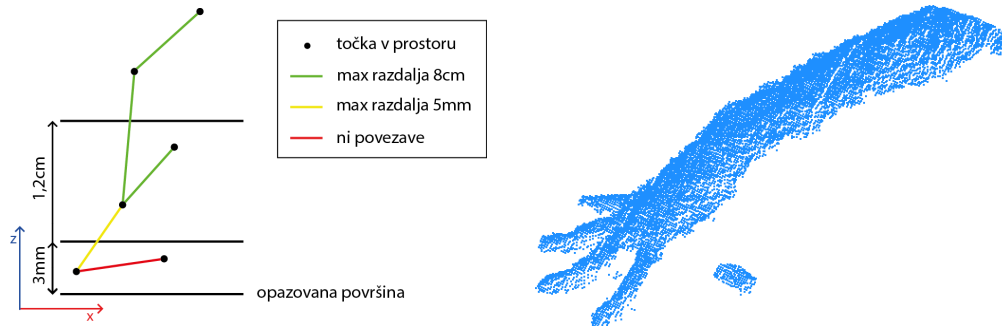 točka v prostoru
max razdalja 8cm
max razdalja 5mm
ni povezave
1,2cm
3mm
z
x
opazovana površina